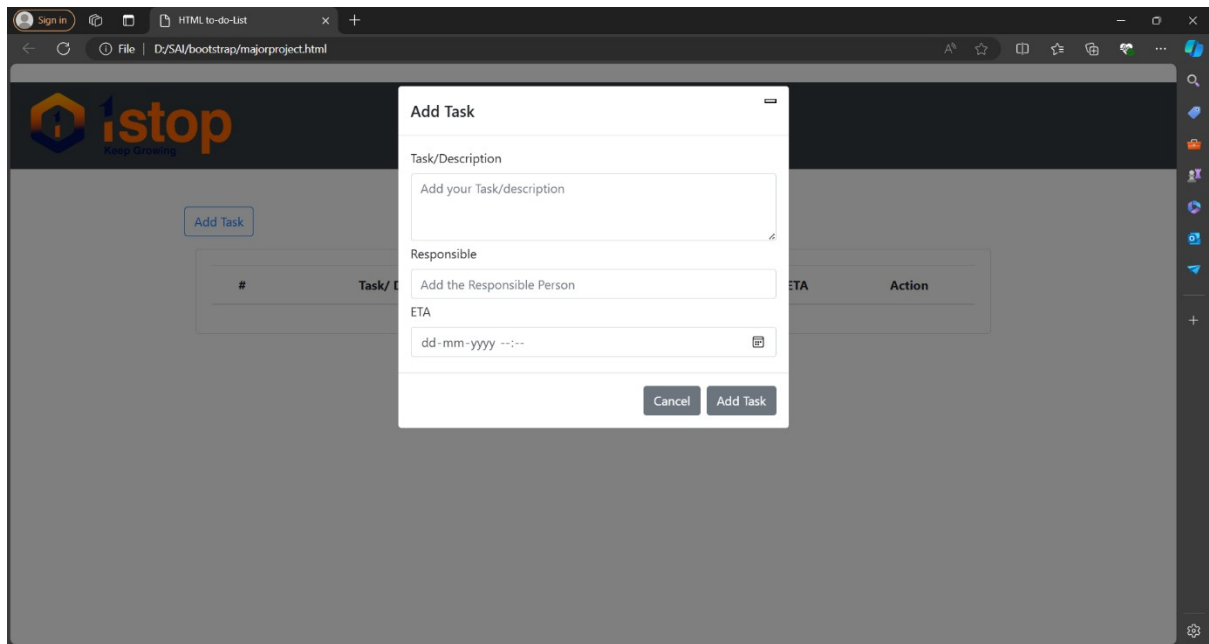 Sign in
HTML to-do-List
File | D:/SAI/bootstrap/majorproject.html
1stop
Keep Growing
Add Task
Task/Description
Add your Task/description
Add Task
Responsible
# Task/ ETA Action
Add the Responsible Person
ETA
dd-mm-yyyy --:--
Cancel Add Task